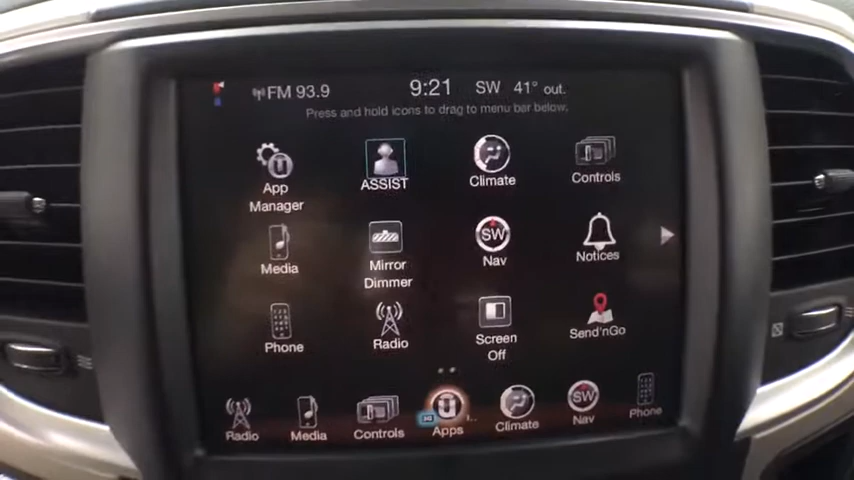 FM 93.9 9:21 SW 41° out.
Press and hold icons to drag to menu bar below.
App Manager ASSIST Climate Controls
Media Mirror Dimmer SW Nav Notices
Phone Radio Screen Off Send'nGo
Radio Media Controls Apps Climate SW Nav Phone